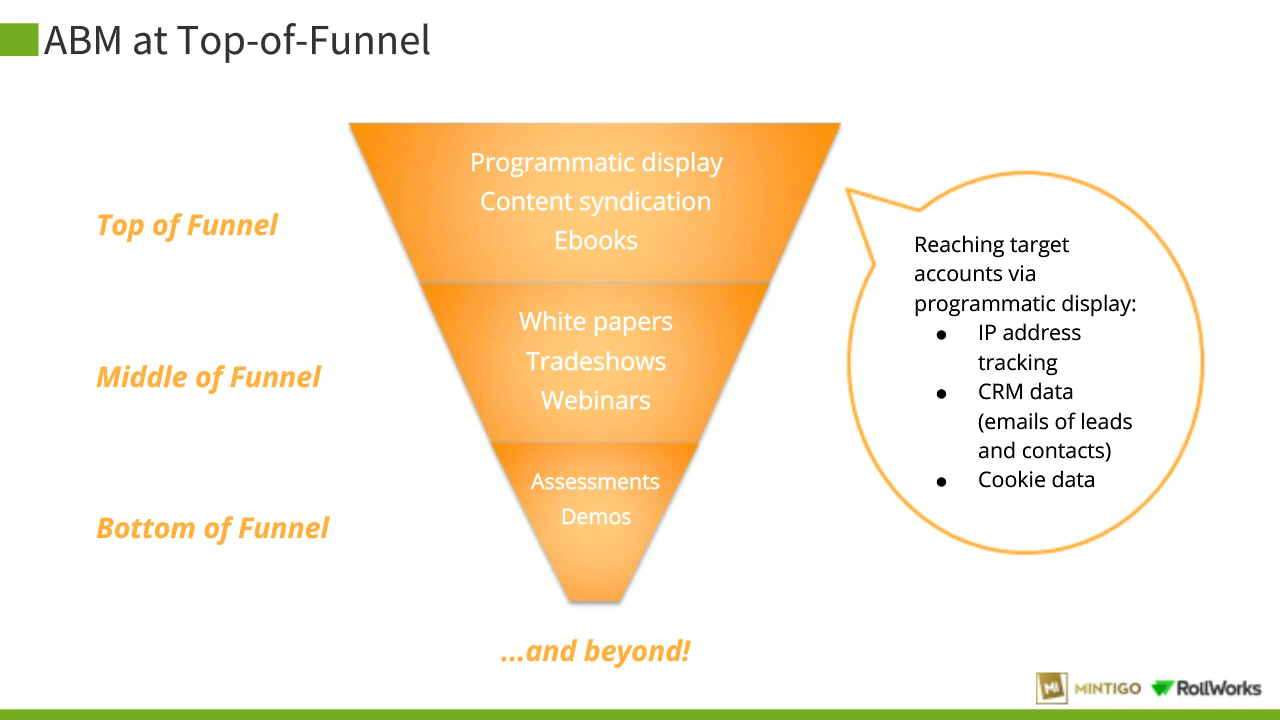 ABM at Top-of-Funnel
Top of Funnel
Programmatic display
Content syndication
Ebooks
Middle of Funnel
White papers
Tradeshows
Webinars
Bottom of Funnel
Assessments
Demos
...and beyond!
Reaching target
accounts via
programmatic display:
● IP address
tracking
● CRM data
(emails of leads
and contacts)
● Cookie data
Mi MINTIGO RollWorks